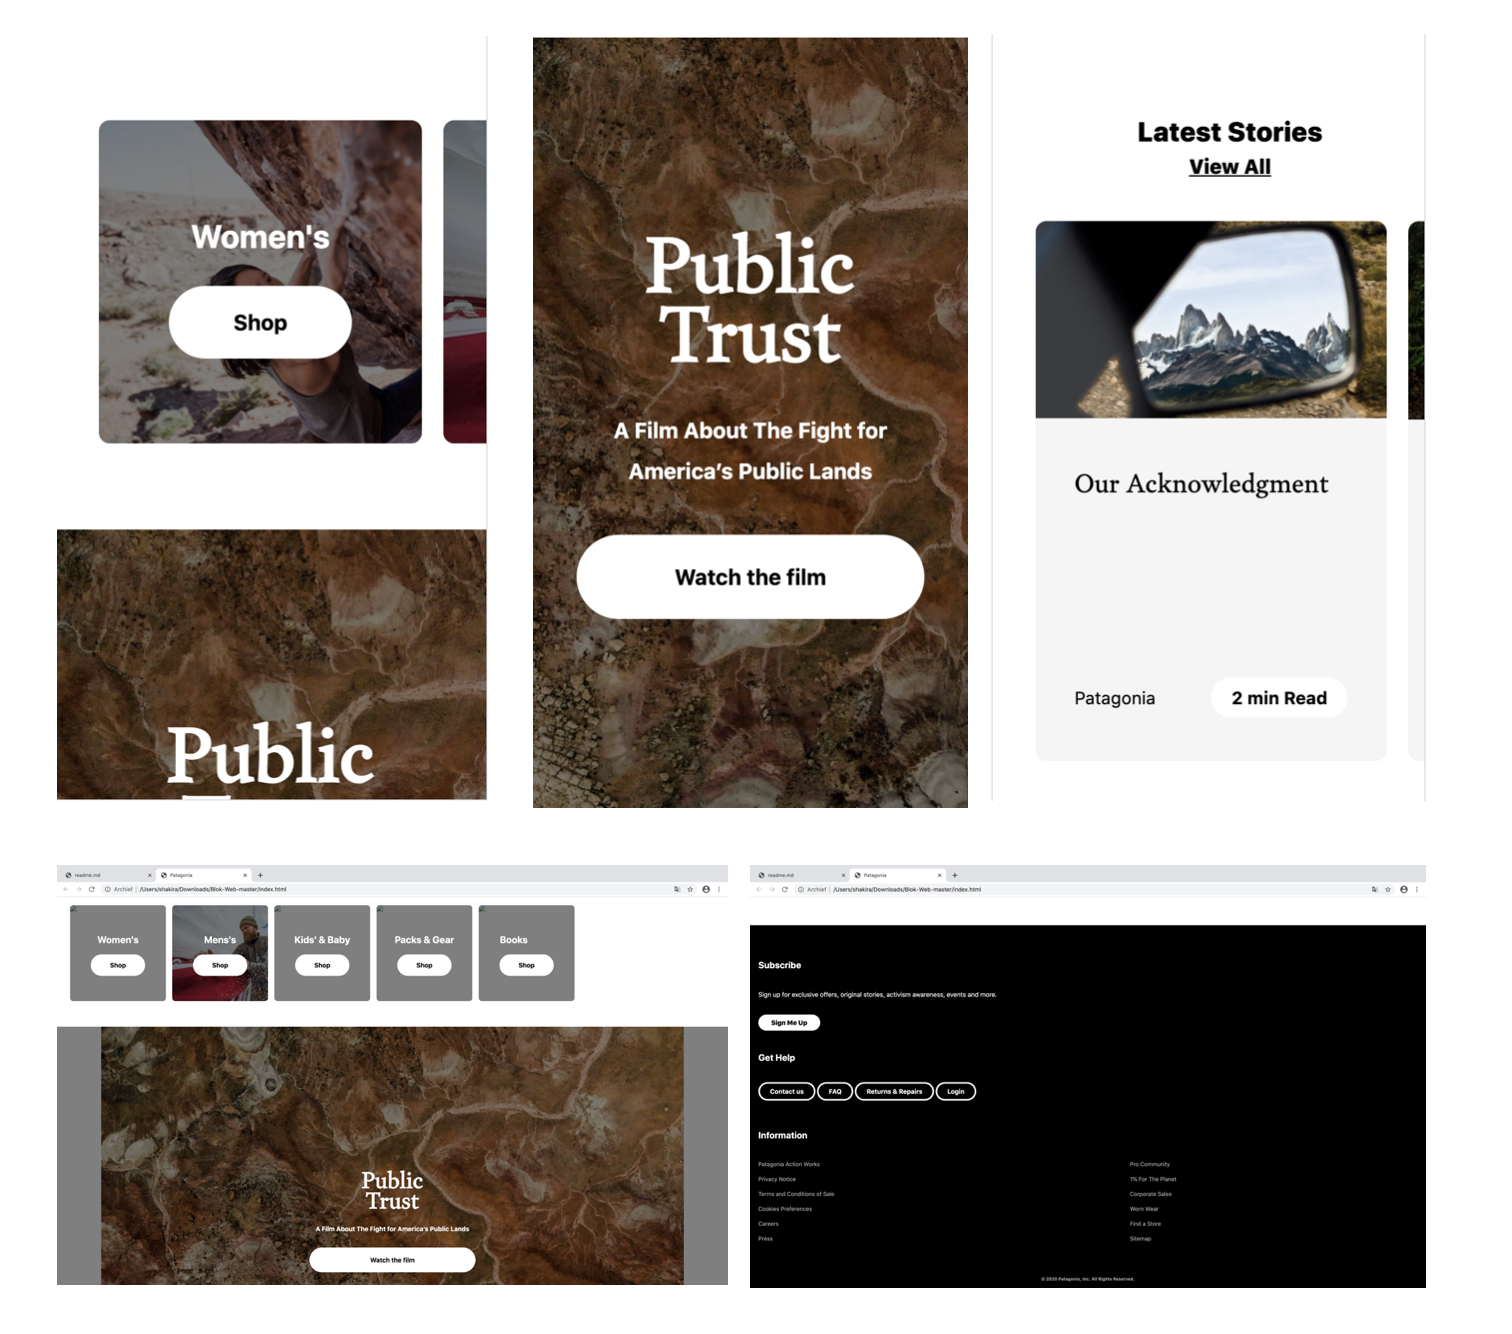 Women's
Shop
Public
Public
Trust
A Film About The Fight for
America’s Public Lands
Watch the film
Latest Stories
View All
Our Acknowledgment
Patagonia
2 min Read
readme.md
Patagonia
Archief
/Users/shakira/Downloads/Blok-Web-master/index.html
Women's
Mens's
Kids' & Baby
Packs & Gear
Books
Shop
Shop
Shop
Shop
Shop
Public
Trust
A Film About The Fight for America's Public Lands
Watch the film
readme.md
Patagonia
Archief
/Users/shakira/Downloads/Blok-Web-master/index.html
Subscribe
Sign up for exclusive offers, original stories, activism awareness, events and more.
Sign Me Up
Get Help
Contact us
FAQ
Returns & Repairs
Login
Information
Patagonia Action Works
Pro Community
Privacy Notice
1% For The Planet
Terms and Conditions of Sale
Corporate Sales
Cookies Preferences
Worn Wear
Careers
Find a Store
Press
Sitemap
© 2020 Patagonia, Inc. All Rights Reserved.